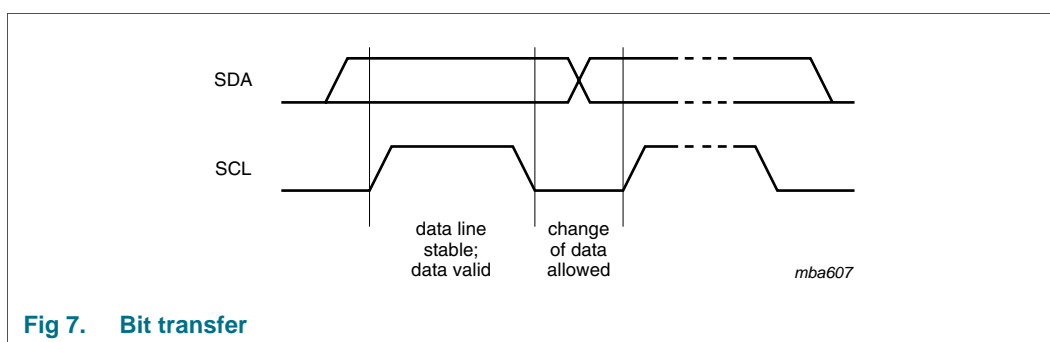 SDA
SCL
data line
stable;
data valid
change
of data
allowed
mba607
Fig 7. Bit transfer